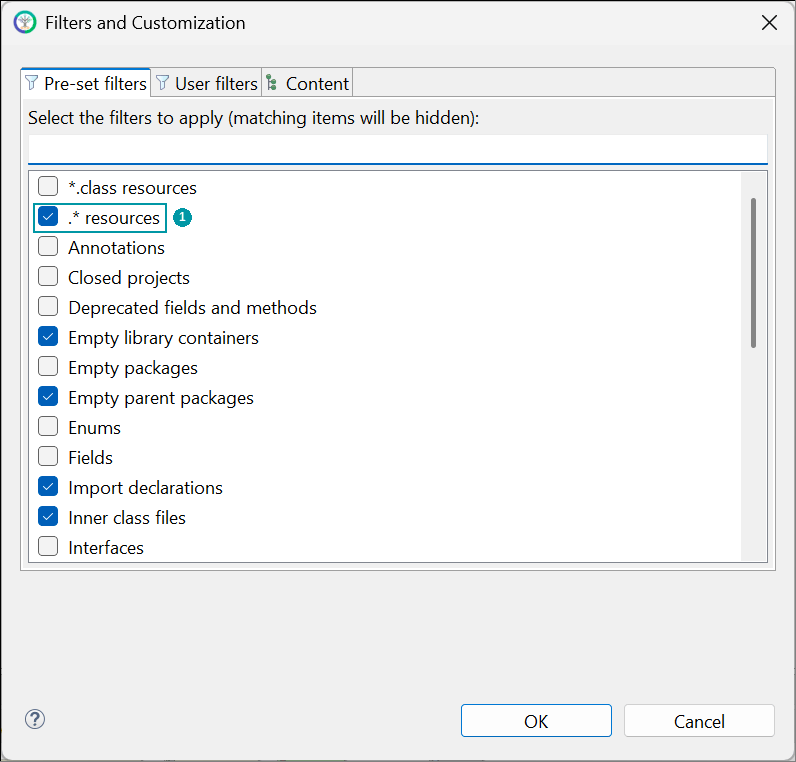 Filters and Customization
Pre-set filters User filters Content
Select the filters to apply (matching items will be hidden):
*.class resources
.* resources 1
Annotations
Closed projects
Deprecated fields and methods
Empty library containers
Empty packages
Empty parent packages
Enums
Fields
Import declarations
Inner class files
Interfaces
? OK Cancel